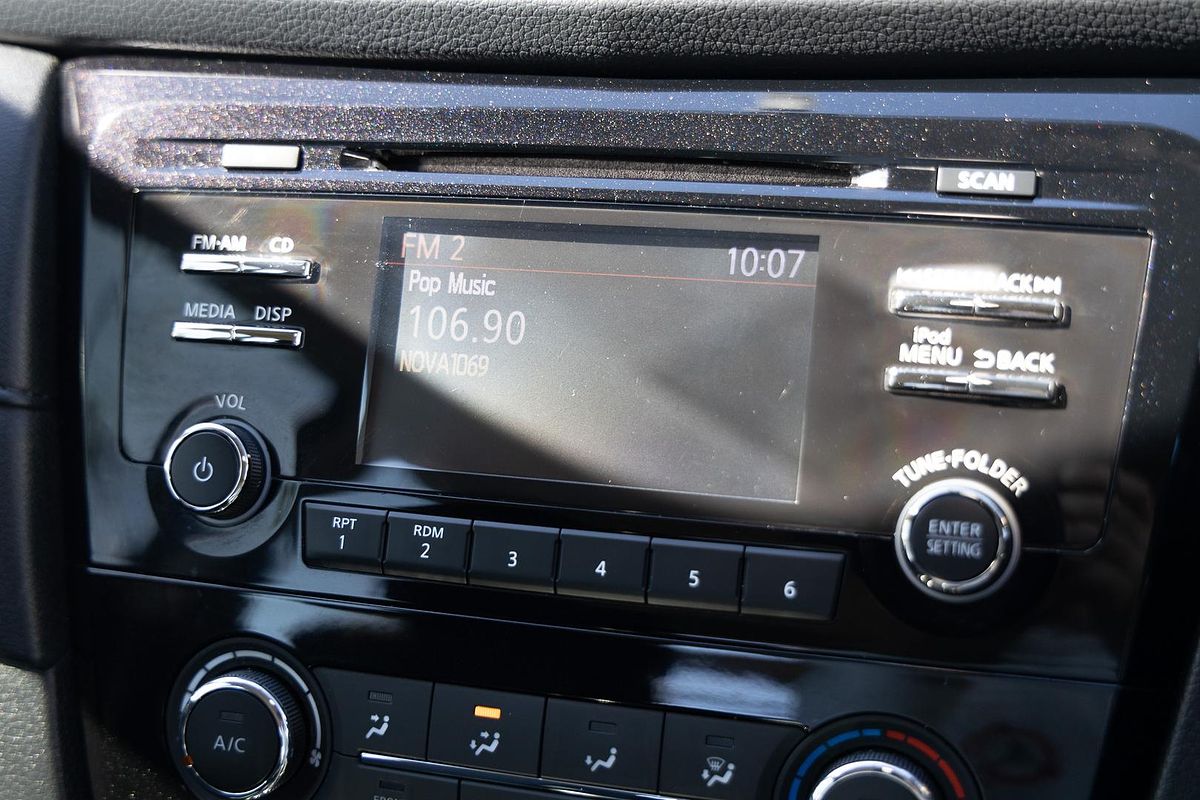 SCAN
FM·AM CD
FM 2 10:07
Pop Music
MEDIA DISP
106.90
iPod
MENU BACK
NOVA1069
VOL
TUNE·FOLDER
ENTER
SETTING
RPT
1
RDM
2
3
4
5
6
A/C